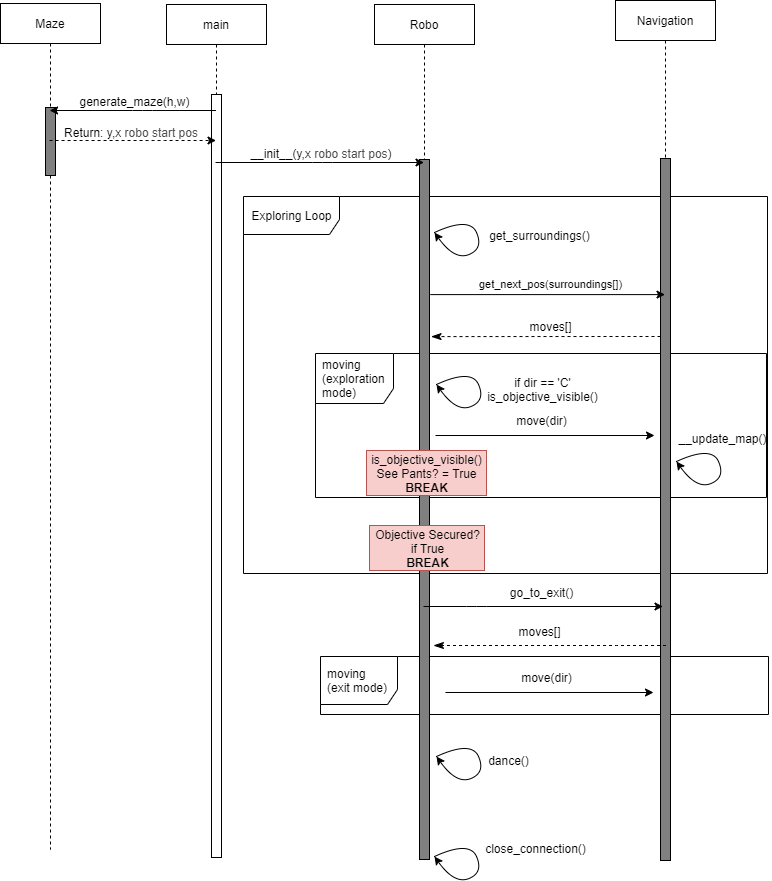 Maze
main
Robo
Navigation
generate_maze(h,w)
Return: y,x robo start pos
__init__(y,x robo start pos)
Exploring Loop
get_surroundings()
get_next_pos(surroundings[])
moves[]
moving
(exploration
mode)
if dir == 'C'
is_objective_visible()
move(dir)
__update_map()
is_objective_visible()
See Pants? = True
BREAK
Objective Secured?
if True
BREAK
go_to_exit()
moves[]
moving
(exit mode)
move(dir)
dance()
close_connection()